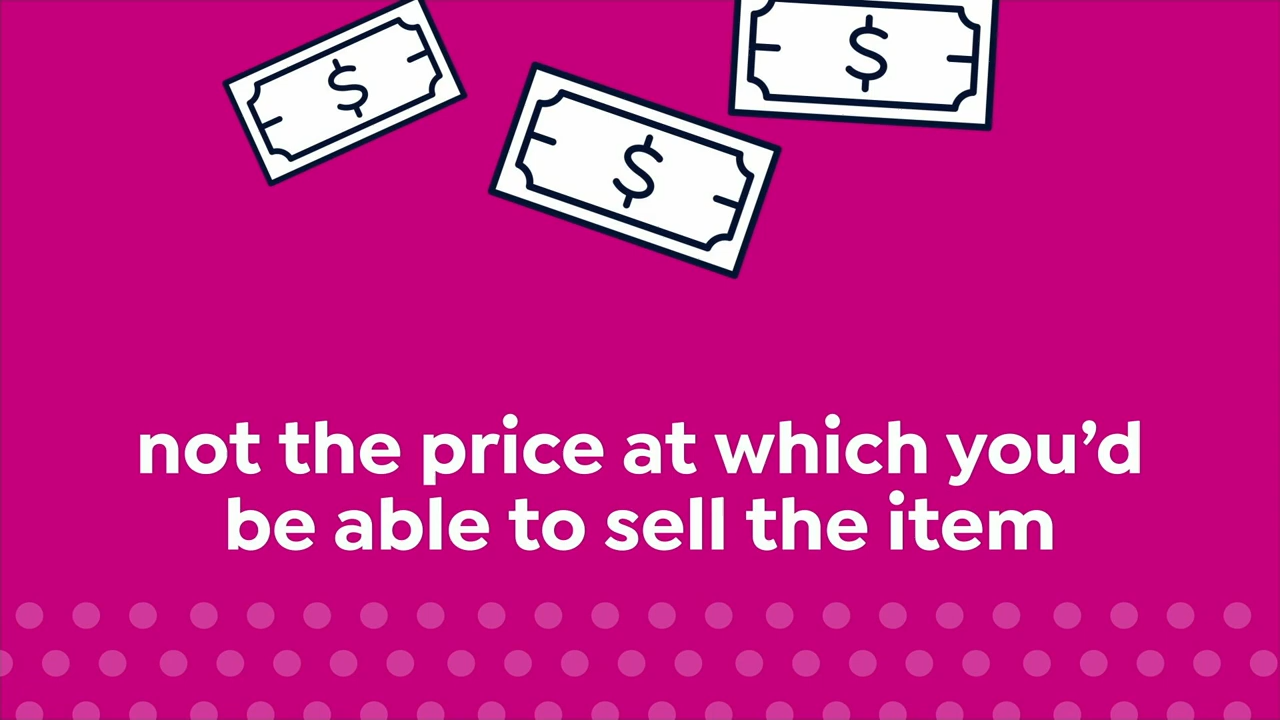 $
$
$
not the price at which you’d
be able to sell the item